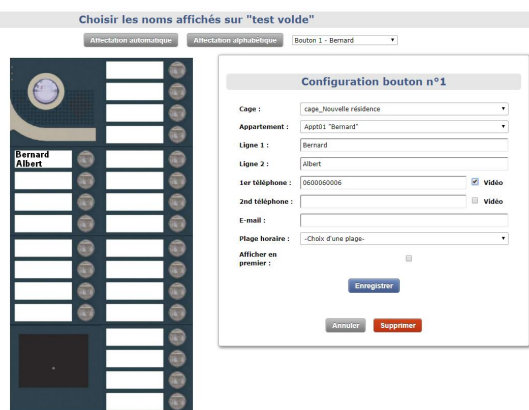 Choisir les noms affichés sur "test volde"
Affectation automatique
Affectation alphabétique
Bouton 1 - Bernard
Configuration bouton n°1
Cage :
cage_Nouvelle résidence
Appartement :
Appt01 "Bernard"
Ligne 1 :
Bernard
Ligne 2 :
Albert
1er téléphone :
0600060006
Vidéo
2nd téléphone :
Vidéo
E-mail :
Plage horaire :
-Choix d'une plage-
Afficher en
premier :
Enregistrer
Annuler
Supprimer
Bernard
Albert